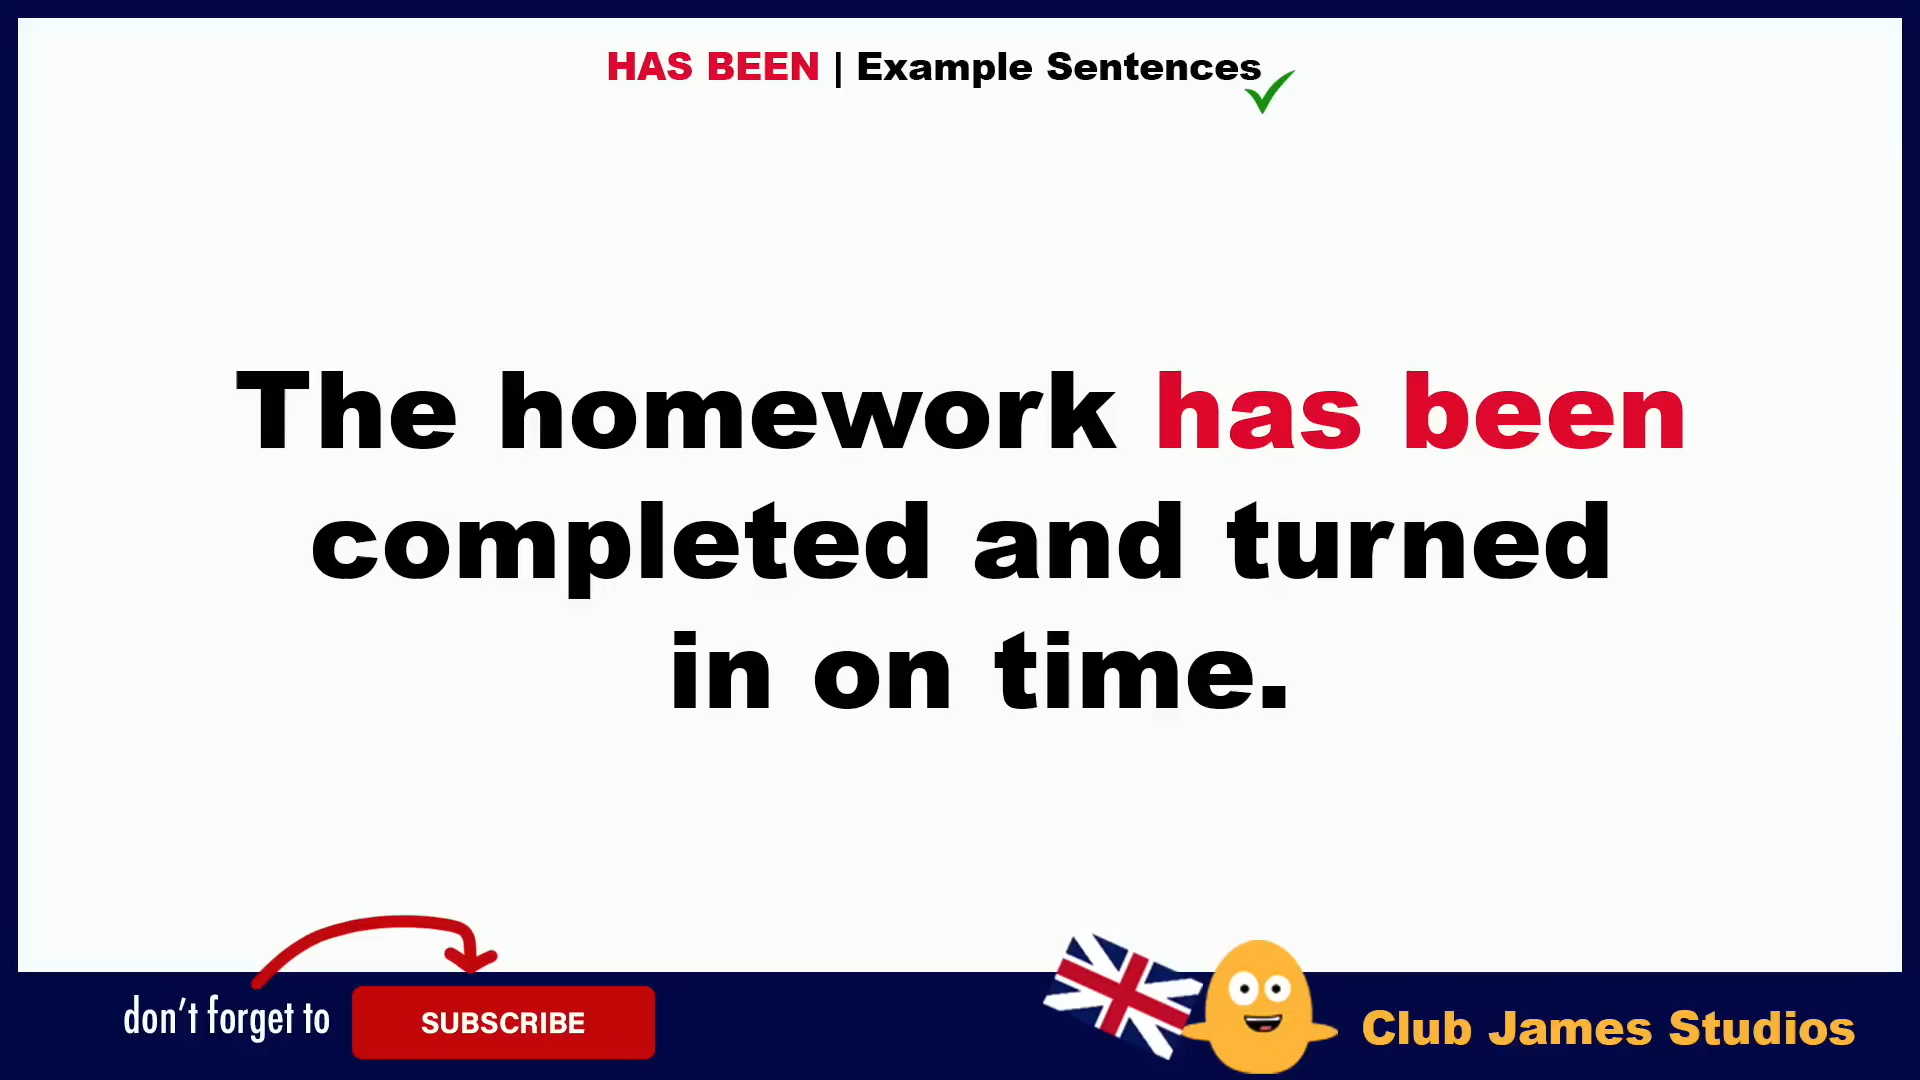 HAS BEEN | Example Sentences
The homework has been
completed and turned
in on time.
don't forget to
SUBSCRIBE
Club James Studios